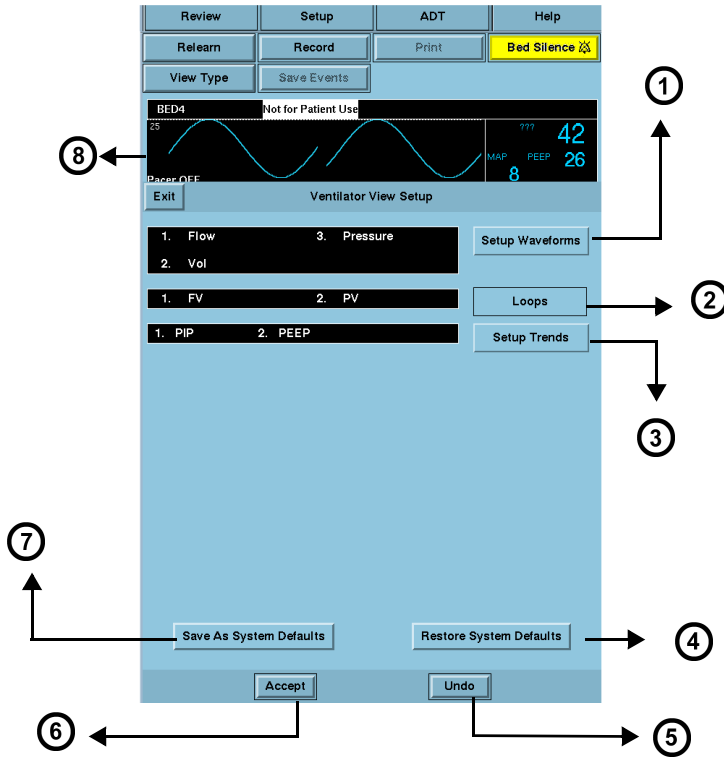 Review Setup ADT Help
Relearn Record Print Bed Silence
View Type Save Events
1
BED4 Not for Patient Use
25 ??? 42
8 MAP PEEP 26
8
Pacer OFF
Exit Ventilator View Setup
1. Flow 3. Pressure Setup Waveforms
2. Vol
1. FV 2. PV Loops 2
1. PIP 2. PEEP Setup Trends
3
7
Save As System Defaults Restore System Defaults 4
Accept Undo
6 5